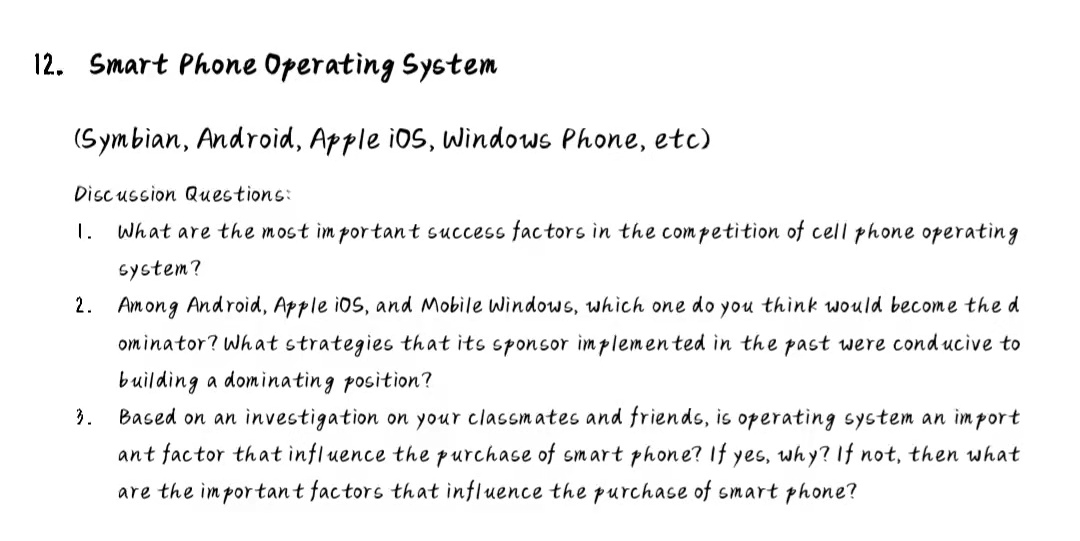 12. Smart Phone Operating System
(Symbian, Android, Apple iOS, Windows Phone, etc)
Discussion Questions:
1. What are the most important success factors in the competition of cell phone operating
system?
2. Among Android, Apple iOS, and Mobile Windows, which one do you think would become the d
ominator? What strategies that its sponsor implemented in the past were conducive to
building a dominating position?
3. Based on an investigation on your classmates and friends, is operating system an import
ant factor that influence the purchase of smart phone? If yes, why? If not, then what
are the important factors that influence the purchase of smart phone?